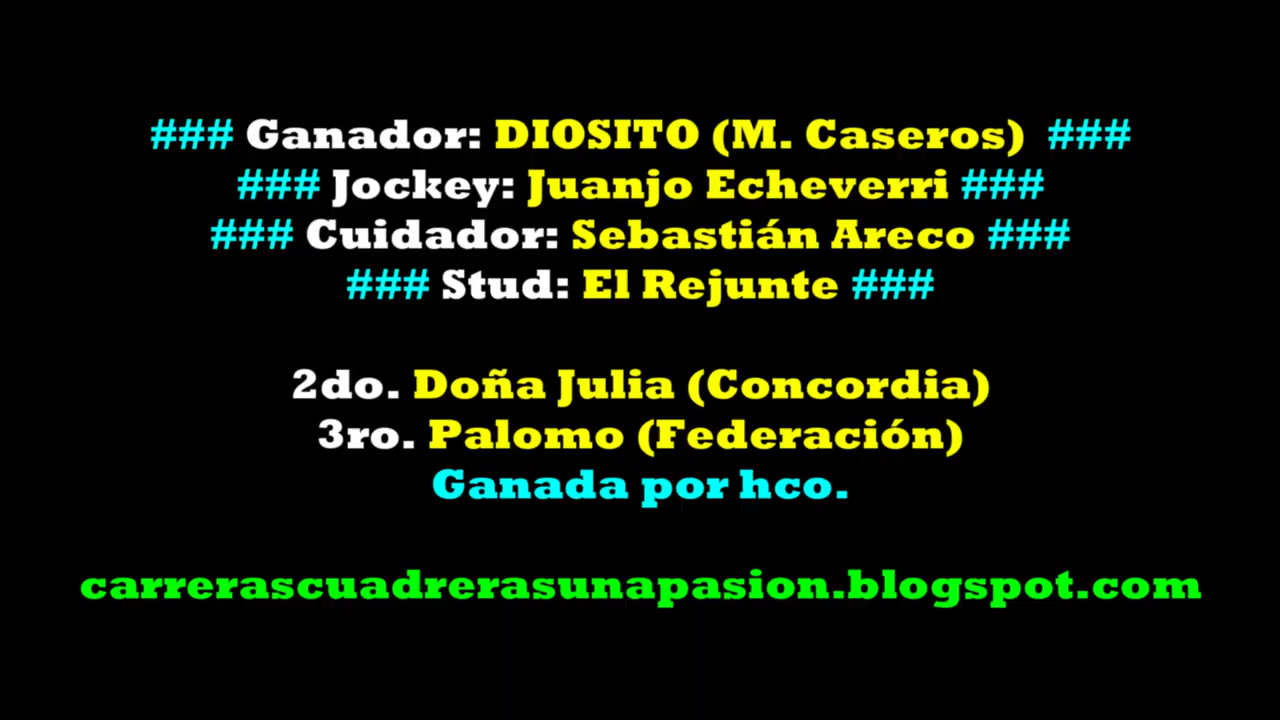 ### Ganador: DIOSITO (M. Caseros) ###
### Jockey: Juanjo Echeverri ###
### Cuidador: Sebastián Areco ###
### Stud: El Rejunte ###
2do. Doña Julia (Concordia)
3ro. Palomo (Federación)
Ganada por hco.
carrerascuadrerasunapasion.blogspot.com